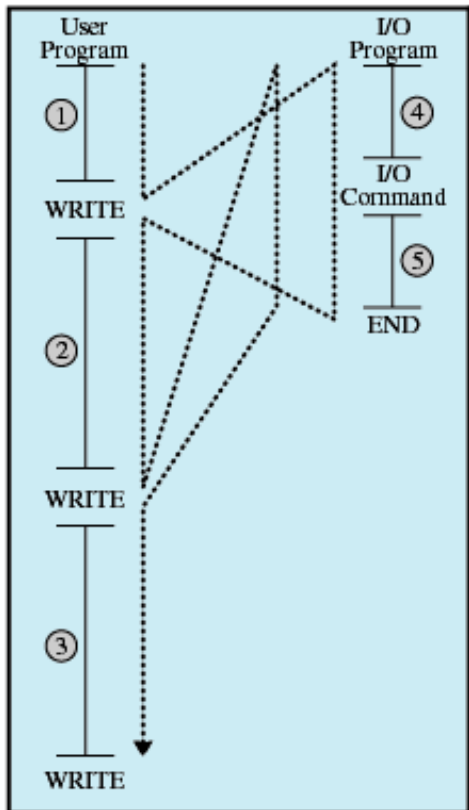 User
Program
I/O
Program
1
4
WRITE
I/O
Command
5
END
2
WRITE
3
WRITE